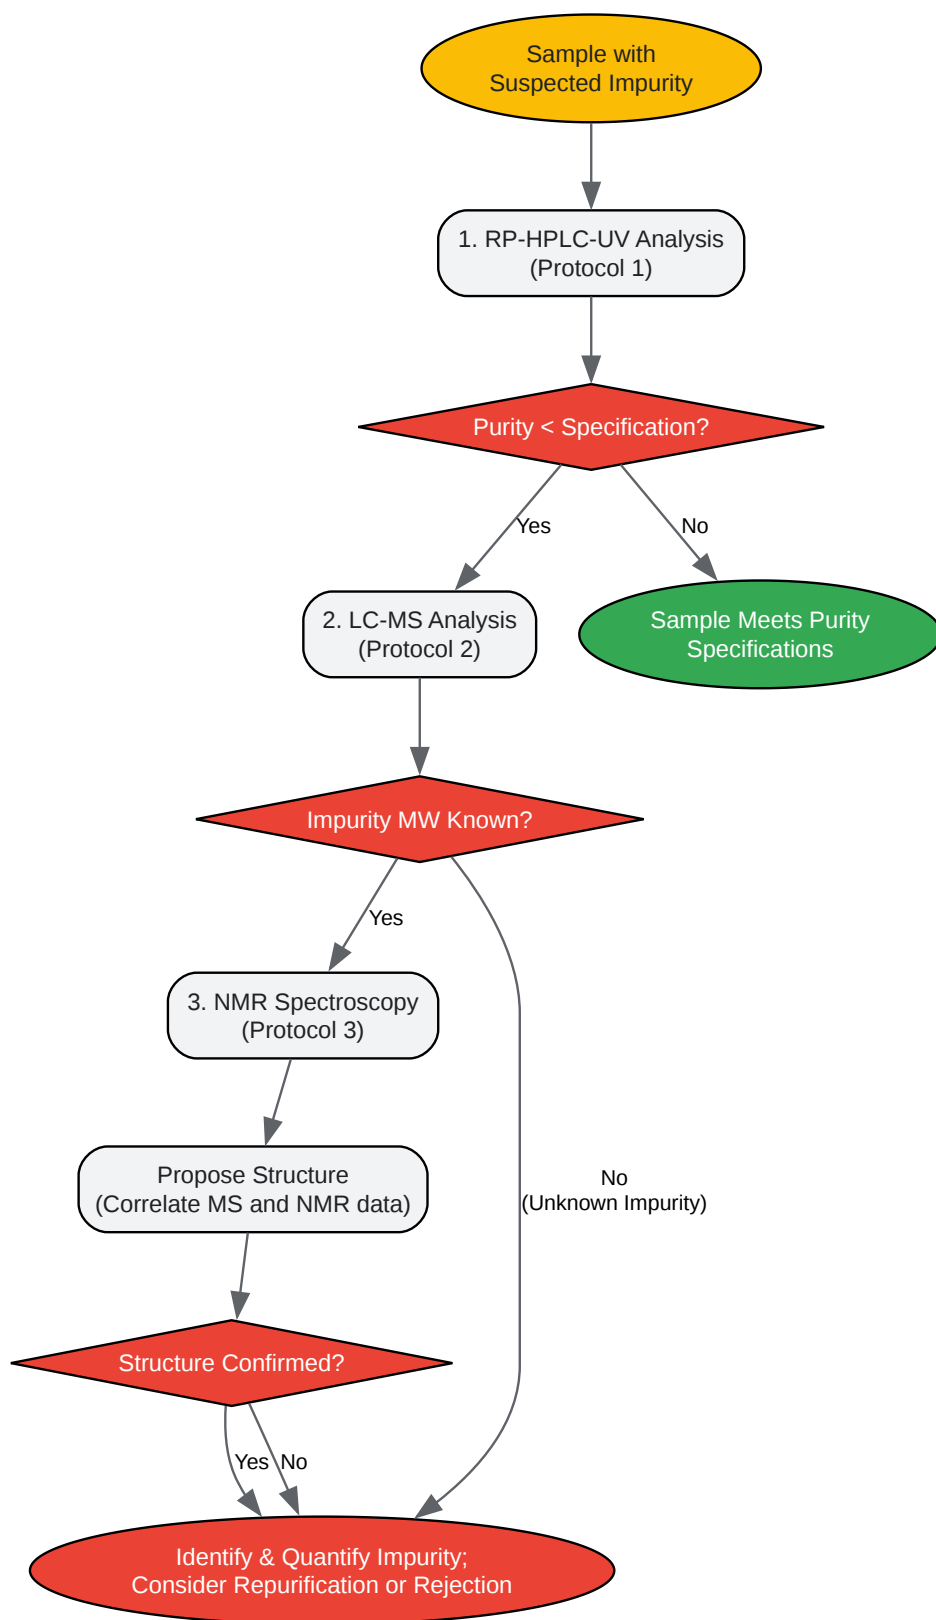 Sample with
Suspected Impurity
1. RP-HPLC-UV Analysis
(Protocol 1)
Purity < Specification?
Yes
No
2. LC-MS Analysis
(Protocol 2)
Sample Meets Purity
Specifications
Impurity MW Known?
Yes
3. NMR Spectroscopy
(Protocol 3)
Propose Structure
(Correlate MS and NMR data)
No
(Unknown Impurity)
Structure Confirmed?
Yes
No
Identify & Quantify Impurity;
Consider Repurification or Rejection